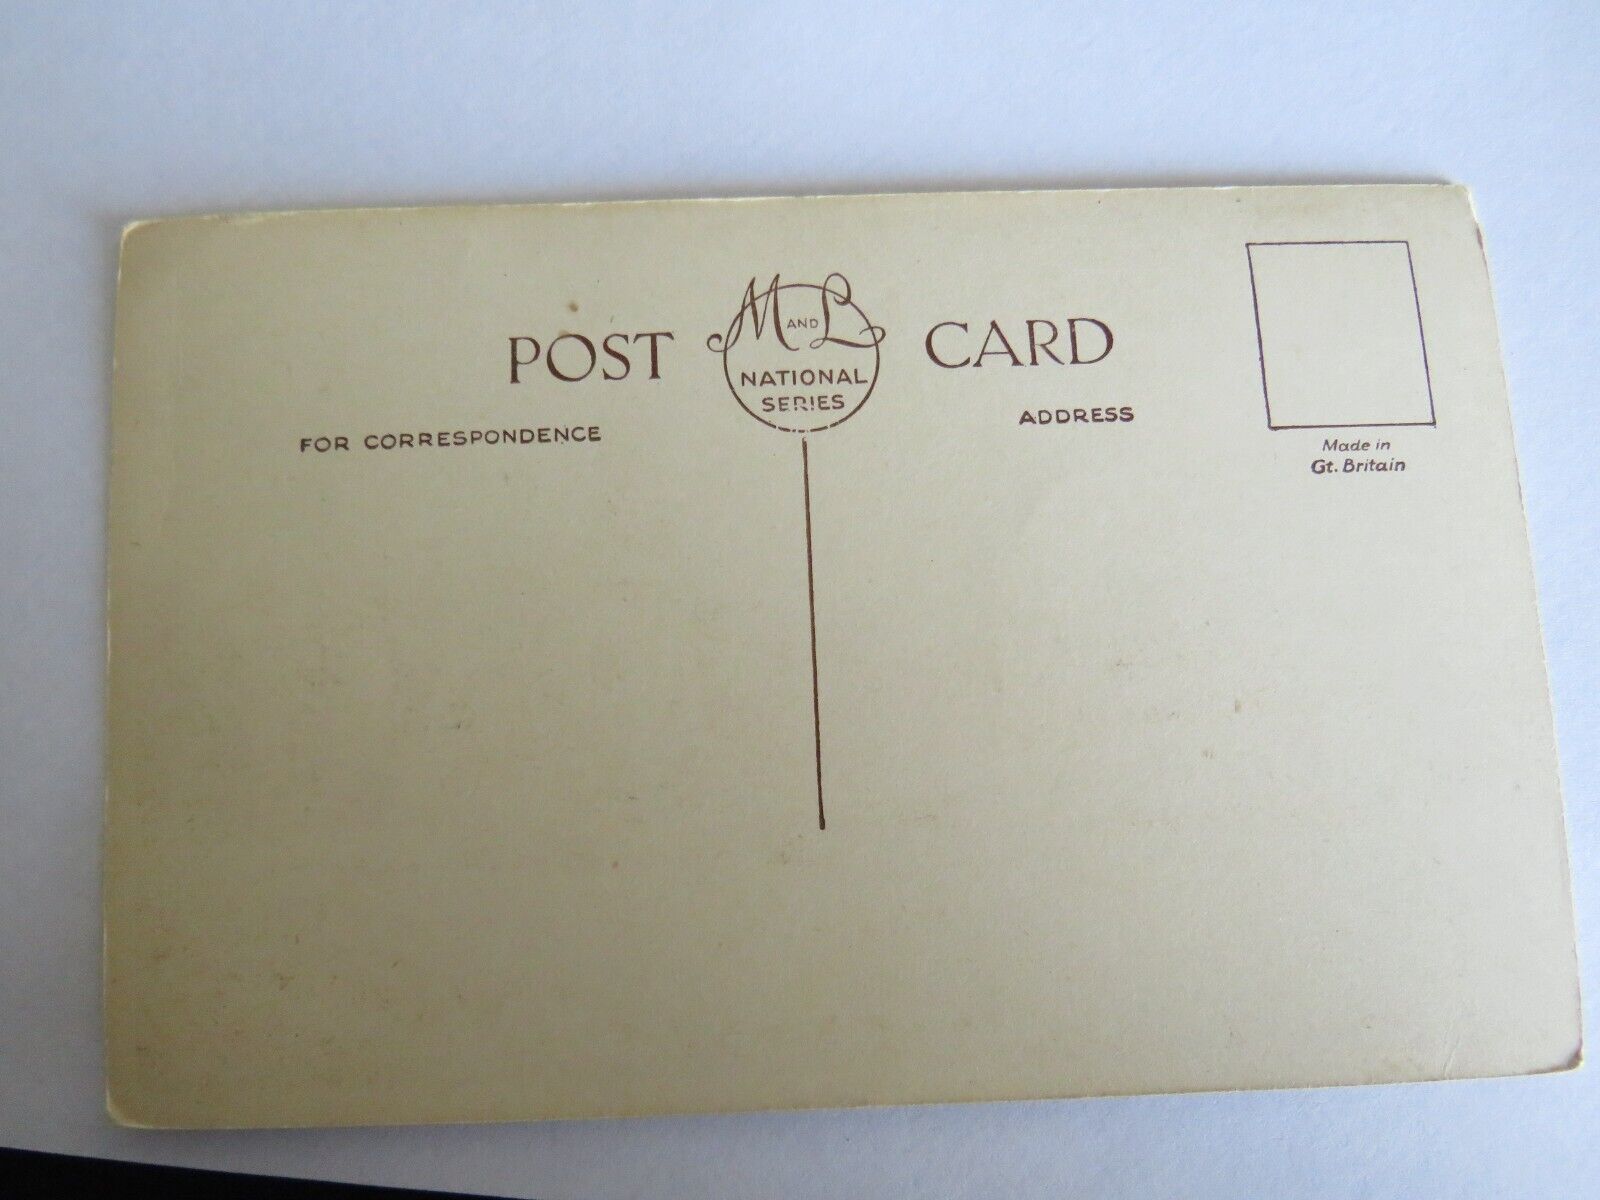 POST M AND L CARD
NATIONAL
SERIES
FOR CORRESPONDENCE
ADDRESS
Made in
Gt. Britain